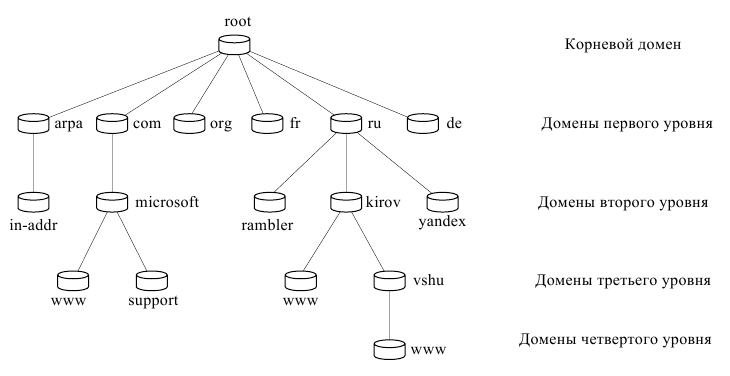 root
Корневой домен
arpa
com
org
fr
ru
de
Домены первого уровня
in-addr
microsoft
rambler
kirov
yandex
Домены второго уровня
www
support
www
vshu
Домены третьего уровня
www
Домены четвертого уровня